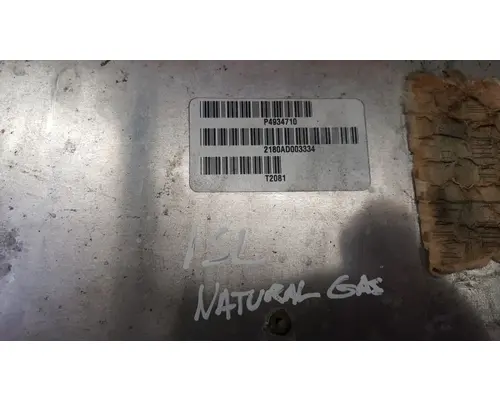 P4934710
2180AD003334
T2081
ISL
NATURAL GAS